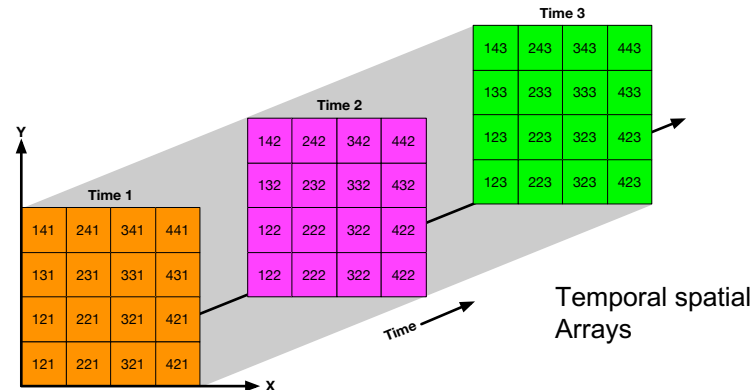 Time 3
143 243 343 443
133 233 333 433
123 223 323 423
123 223 323 423
Time 2
142 242 342 442
132 232 332 432
122 222 322 422
122 222 322 422
Y
Time 1
141 241 341 441
131 231 331 431
121 221 321 421
121 221 321 421
X
Time
Temporal spatial
Arrays